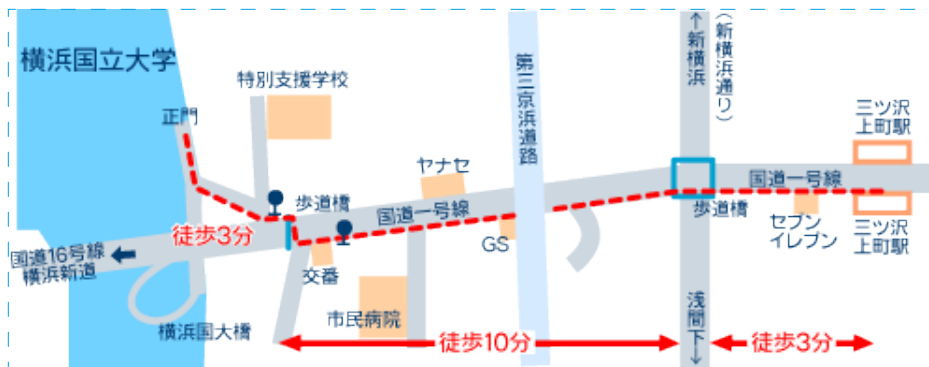 横浜国立大学
特別支援学校
正門
第三京浜道路
↑新横浜
（新横浜通り）
三ツ沢
上町駅
ヤナセ
国道一号線
歩道橋
国道一号線
歩道橋
セブン
イレブン
三ツ沢
上町駅
徒歩3分
GS
国道16号線
横浜新道
交番
市民病院
横浜国大橋
浅間下↓
徒歩10分
徒歩3分